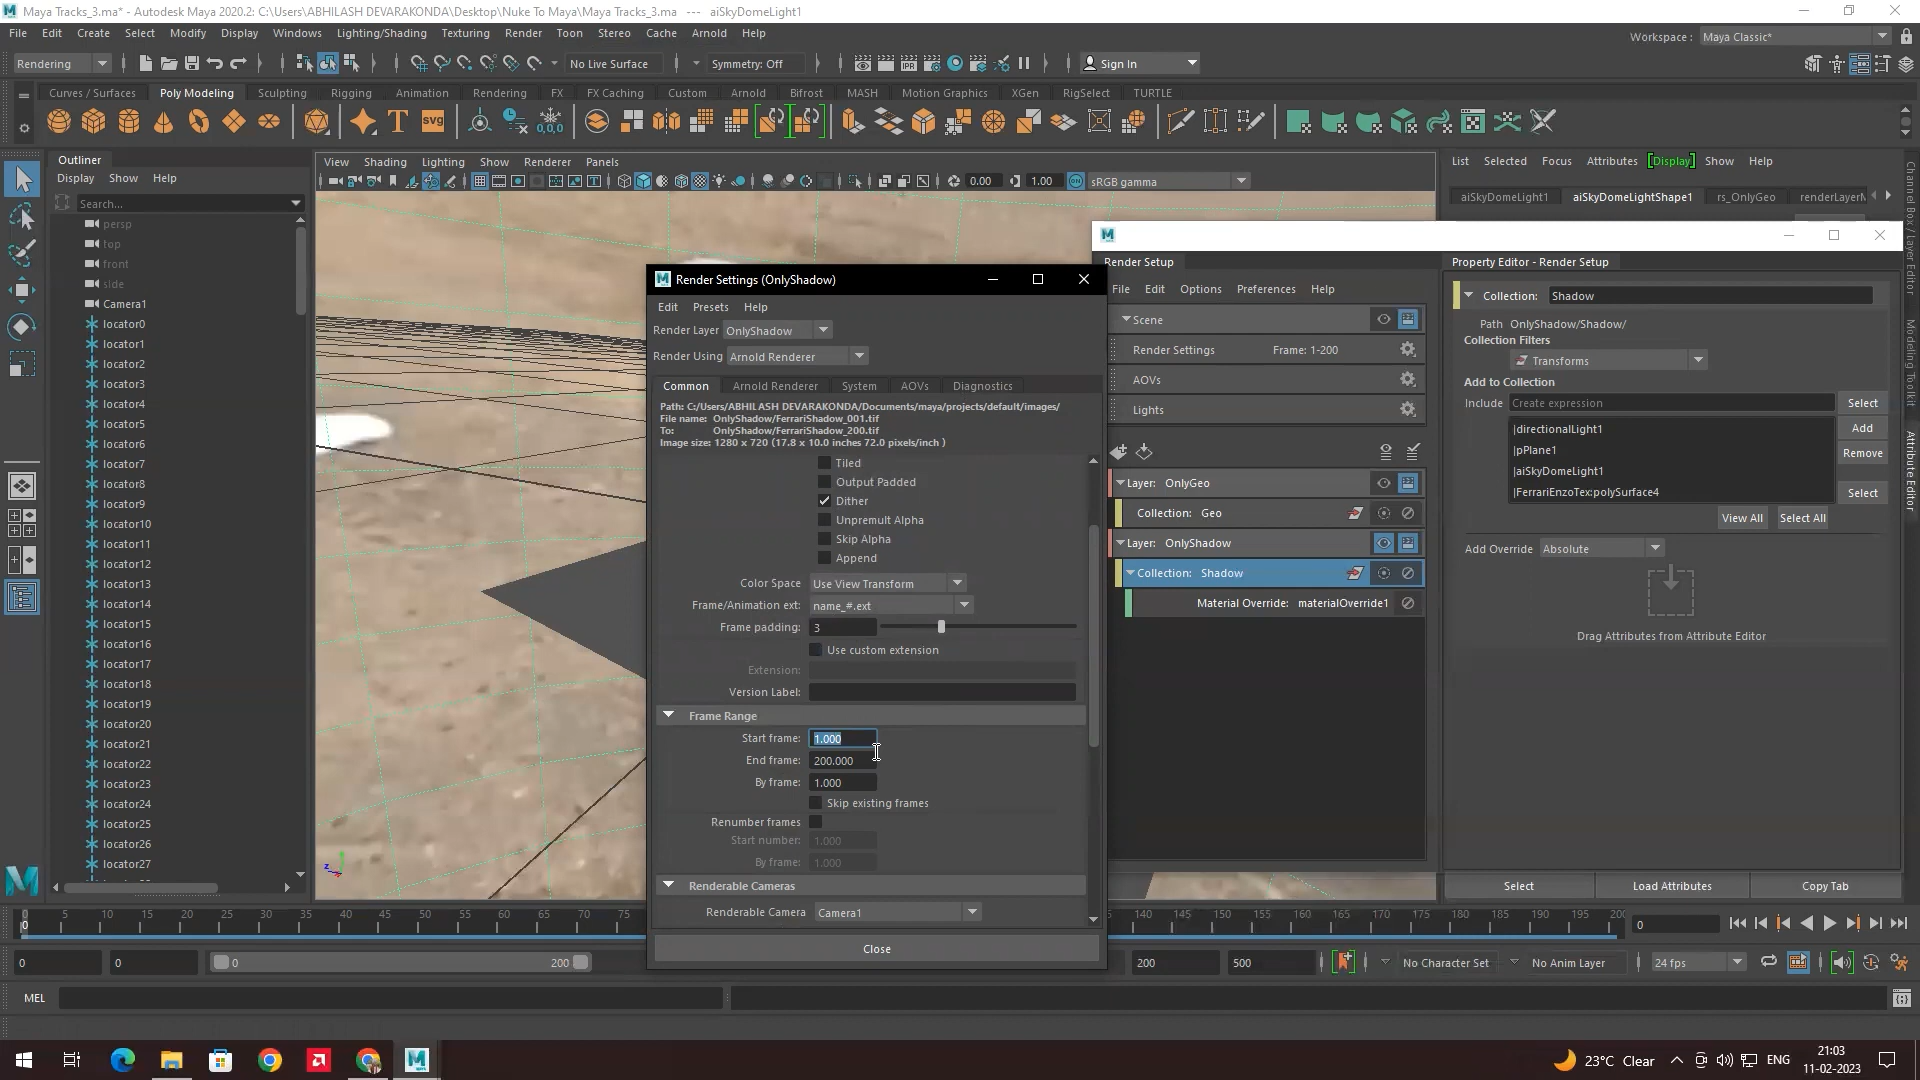 Maya Tracks_3.ma* - Autodesk Maya 2020.2: C:\Users\ABHILASH DEVARAKONDA\Desktop\Nuke To Maya\Maya Tracks_3.ma --- aiSkyDomeLight1
File Edit Create Select Modify Display Windows Lighting/Shading Texturing Render Toon Stereo Cache Arnold Help
Workspace : Maya Classic*
Rendering No Live Surface Symmetry: Off IPR Sign In
Curves / Surfaces Poly Modeling Sculpting Rigging Animation Rendering FX FX Caching Custom Arnold Bifrost MASH Motion Graphics XGen RigSelect TURTLE
T svg 0,0,0
Outliner
Display Show Help
Search...
persp
top
front
side
Camera1
locator0
locator1
locator2
locator3
locator4
locator5
locator6
locator7
locator8
locator9
locator10
locator11
locator12
locator13
locator14
locator15
locator16
locator17
locator18
locator19
locator20
locator21
locator22
locator23
locator24
locator25
locator26
locator27
View Shading Lighting Show Renderer Panels
0.00 1.00 sRGB gamma
List Selected Focus Attributes Display Show Help
aiSkyDomeLight1 aiSkyDomeLightShape1 rs_OnlyGeo
Channel Box / Layer Editor
Modeling Toolkit
Attribute Editor
Render Settings (OnlyShadow)
Edit Presets Help
Render Layer OnlyShadow
Render Using Arnold Renderer
Common Arnold Renderer System AOVs Diagnostics
Path: C:/Users/ABHILASH DEVARAKONDA/Documents/maya/projects/default/images/
File name: OnlyShadow/FerrariShadow_001.tif
To: OnlyShadow/FerrariShadow_200.tif
Image size: 1280 x 720 (17.8 x 10.0 inches 72.0 pixels/inch )
Tiled
Output Padded
Dither
Unpremult Alpha
Skip Alpha
Append
Color Space Use View Transform
Frame/Animation ext: name_#.ext
Frame padding: 3
Use custom extension
Extension:
Version Label:
Frame Range
Start frame: 1.000
End frame: 200.000
By frame: 1.000
Skip existing frames
Renumber frames
Start number: 1.000
By frame: 1.000
Renderable Cameras
Renderable Camera Camera1
Close
Render Setup
File Edit Options Preferences Help
Scene
Render Settings Frame: 1-200
AOVs
Lights
Layer: OnlyGeo
Collection: Geo
Layer: OnlyShadow
Collection: Shadow
Material Override: materialOverride1
Property Editor - Render Setup
Collection: Shadow
Path OnlyShadow/Shadow/
Collection Filters
Transforms
Add to Collection
Include Create expression Select
|directionalLight1 Add
|pPlane1 Remove
|aiSkyDomeLight1
|FerrariEnzoTex:polySurface4 Select
View All Select All
Add Override Absolute
Drag Attributes from Attribute Editor
Select Load Attributes Copy Tab
0 5 10 15 20 25 30 35 40 45 50 55 60 65 70 75 140 145 150 155 160 165 170 175 180 185 190 195 200
0 0
0 0 0 200 200 500 No Character Set No Anim Layer 24 fps
MEL
23°C Clear ENG 21:03
11-02-2023